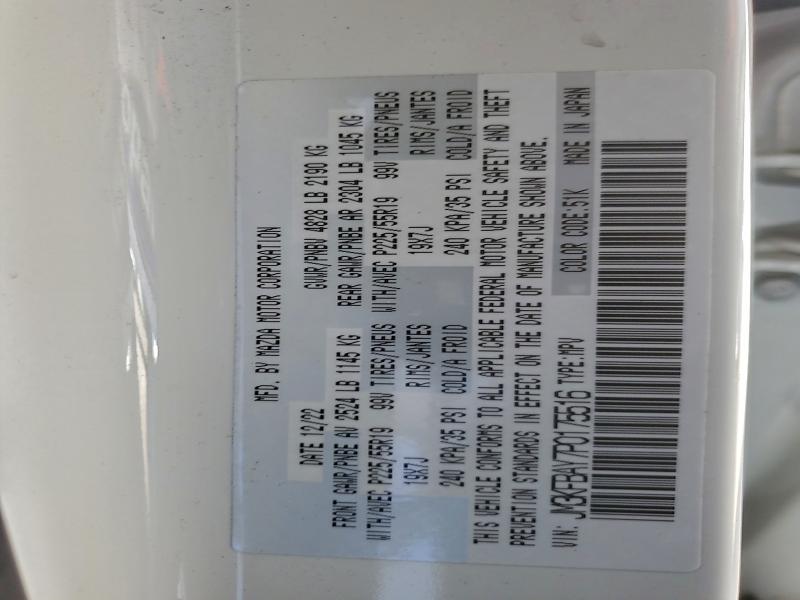 MFD. BY MAZDA MOTOR CORPORATION
DATE 12/22 GVWR/PNBV 4828 LB 2190 KG
FRONT GAWR/PNBE AV 2524 LB 1145 KG REAR GAWR/PNBE AR 2304 LB 1045 KG
WITH/AVEC P225/55R19 99V TIRES/PNEUS WITH/AVEC P225/55R19 99V TIRES/PNEUS
19X7J RIMS/JANTES 19X7J RIMS/JANTES
240 KPA/35 PSI COLD/A FROID 240 KPA/35 PSI COLD/A FROID
THIS VEHICLE CONFORMS TO ALL APPLICABLE FEDERAL MOTOR VEHICLE SAFETY AND THEFT
PREVENTION STANDARDS IN EFFECT ON THE DATE OF MANUFACTURE SHOWN ABOVE.
VIN: JM3KFBAY7P0175516 TYPE:MPV COLOR CODE:51K MADE IN JAPAN